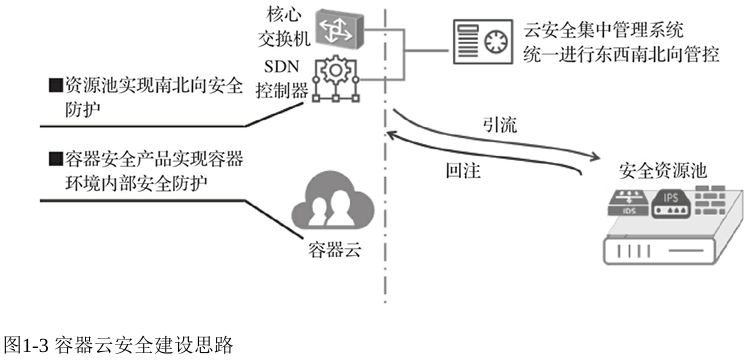 核心
交换机
云安全集中管理系统
统一进行东西南北向管控
SDN
控制器
■资源池实现南北向安全
防护
引流
■容器安全产品实现容器
环境内部安全防护
回注
安全资源池
IDS
IPS
容器云
图1-3 容器云安全建设思路